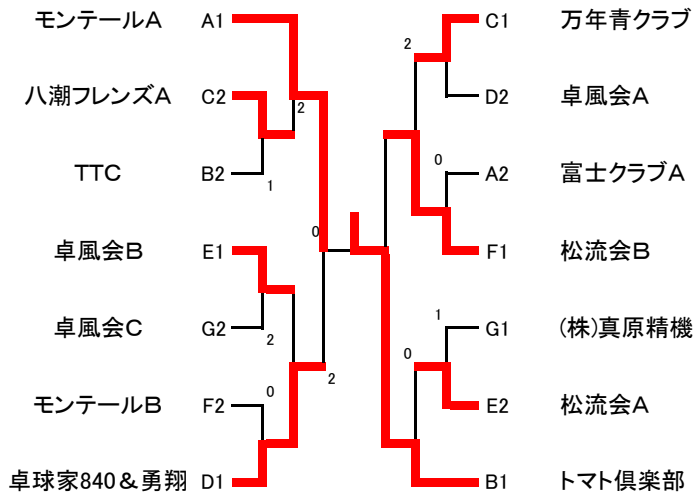 モンテールA A1
八潮フレンズA C2
2
TTC B2
1
卓風会B E1
0
卓風会C G2
2
モンテールB F2
0
2
卓球家840&勇翔 D1
C1 万年青クラブ
2
D2 卓風会A
0
A2 富士クラブA
F1 松流会B
1
G1 (株)真原精機
0
E2 松流会A
B1 トマト倶楽部